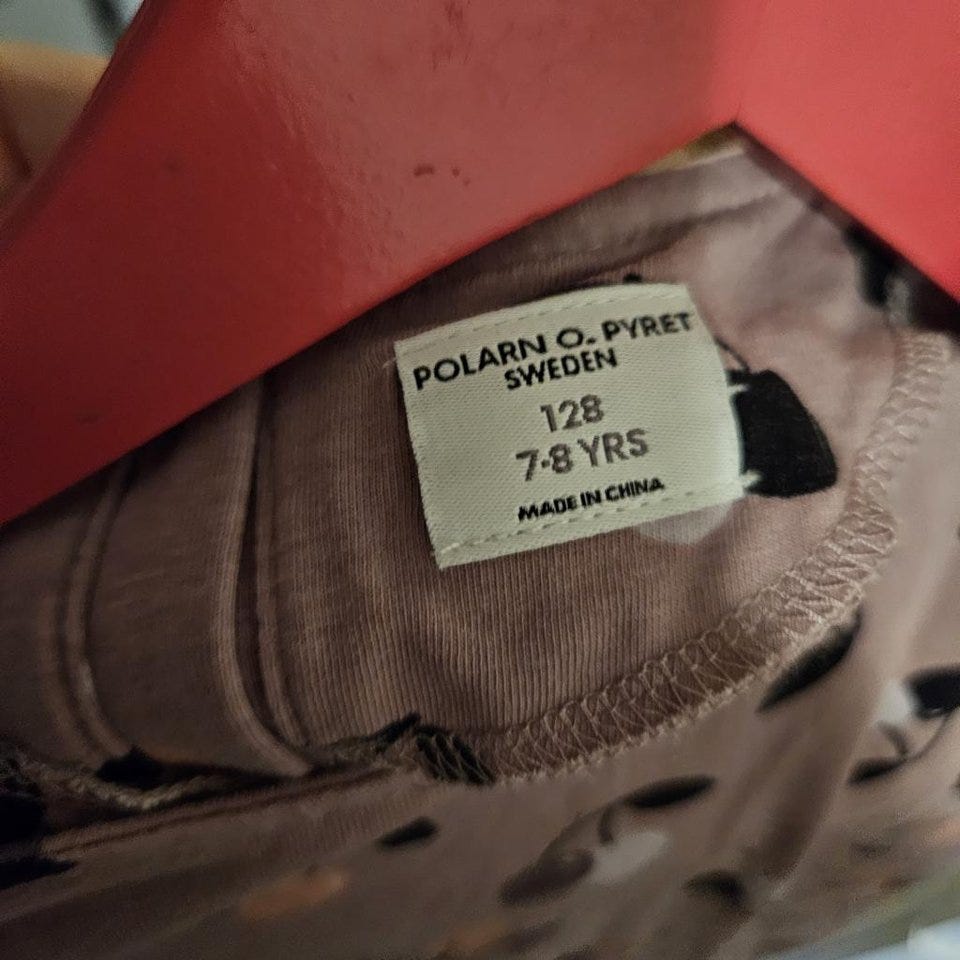 POLARN O. PYRET
SWEDEN
128
7-8 YRS
MADE IN CHINA